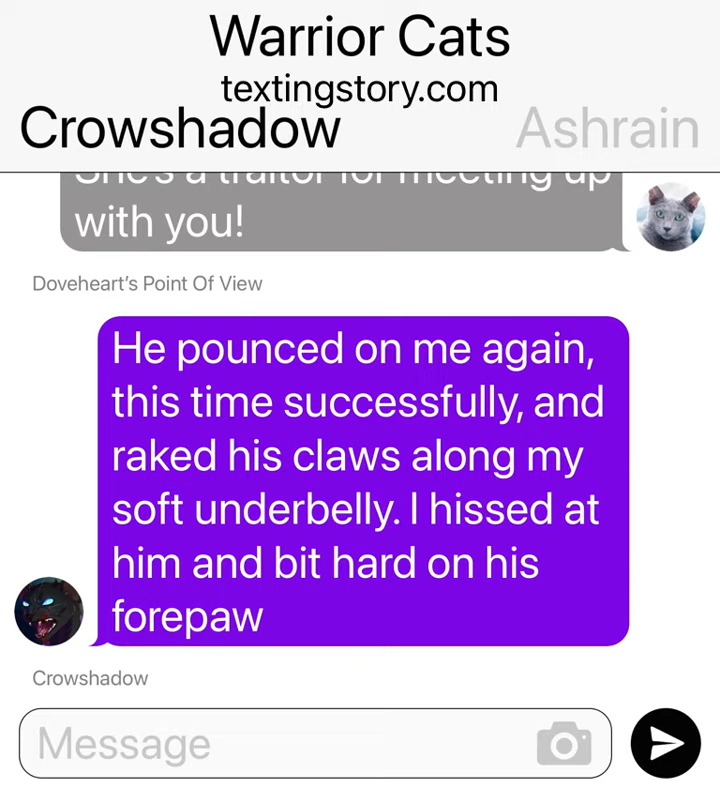 Warrior Cats
textingstory.com
Crowshadow
Ashrain
She's a traitor for meeting up
with you!
Doveheart's Point Of View
He pounced on me again,
this time successfully, and
raked his claws along my
soft underbelly. I hissed at
him and bit hard on his
forepaw
Crowshadow
Message